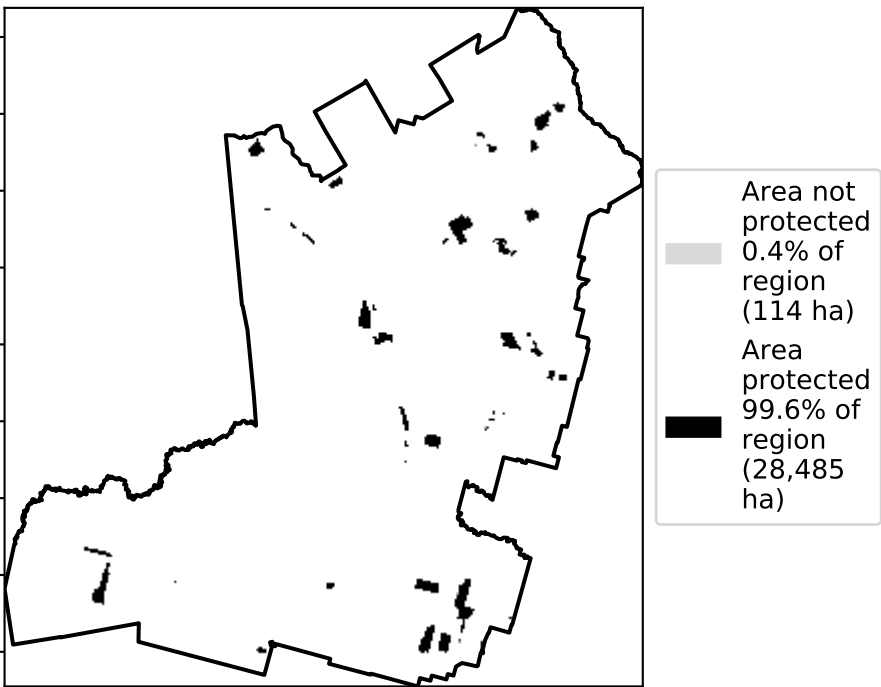 Area not
protected
0.4% of
region
(114 ha)
Area
protected
99.6% of
region
(28,485
ha)